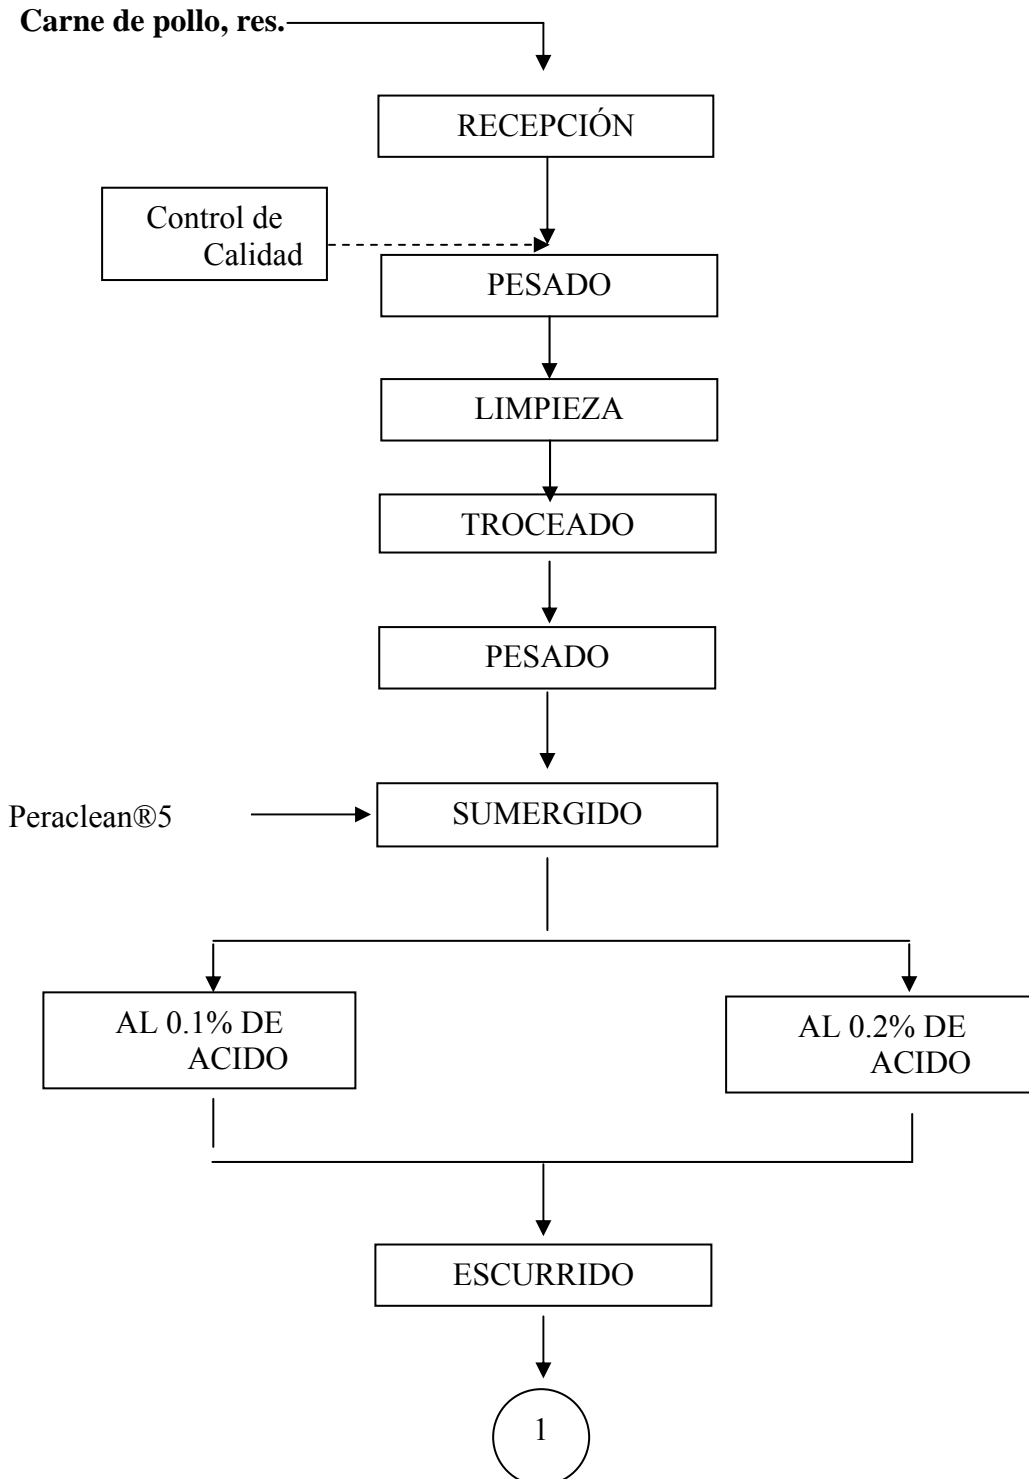 Carne de pollo, res.
RECEPCIÓN
Control de
Calidad
PESADO
LIMPIEZA
TROCEADO
PESADO
Peraclean®5
SUMERGIDO
AL 0.1% DE
ACIDO
AL 0.2% DE
ACIDO
ESCURRIDO
1